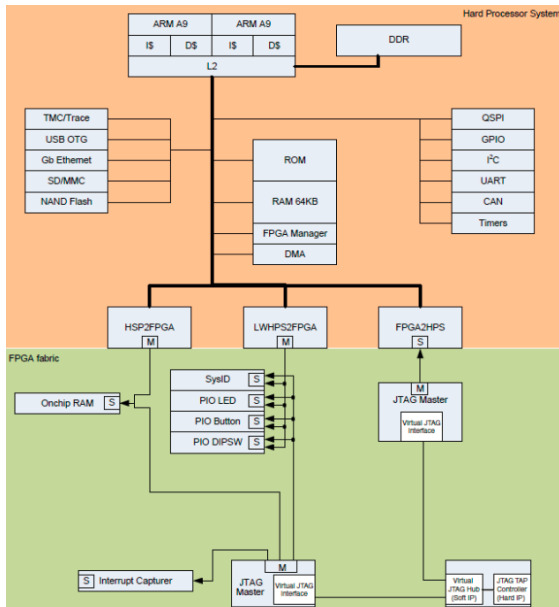 Hard Processor System
ARM A9
ARM A9
I$
D$
I$
D$
L2
DDR
TMC/Trace
USB OTG
Gb Ethernet
SD/MMC
NAND Flash
ROM
RAM 64KB
FPGA Manager
DMA
QSPI
GPIO
I²C
UART
CAN
Timers
HSP2FPGA
M
LWHPS2FPGA
M
FPGA2HPS
S
FPGA fabric
Onchip RAM
S
SysID
S
PIO LED
S
PIO Button
S
PIO DIPSW
S
M
JTAG Master
Virtual JTAG
Interface
S
Interrupt Capturer
M
JTAG
Master
Virtual JTAG
Interface
Virtual
JTAG Hub
(Soft IP)
JTAG TAP
Controller
(Hard IP)